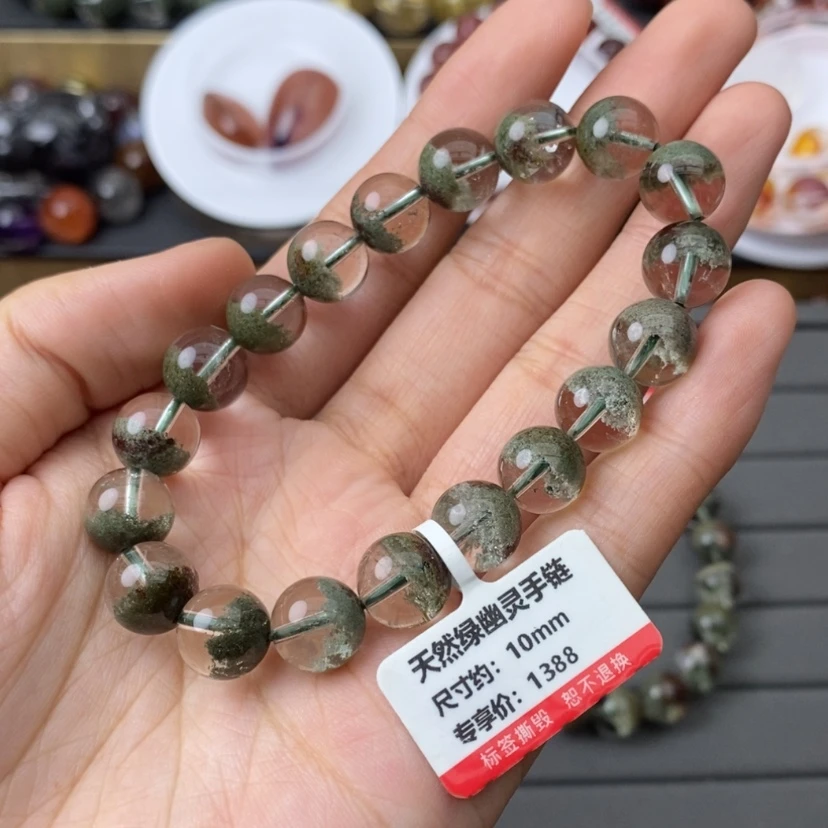 天然绿幽灵手链
尺寸约：10mm
专享价：1388
标签撕毁 恕不退换